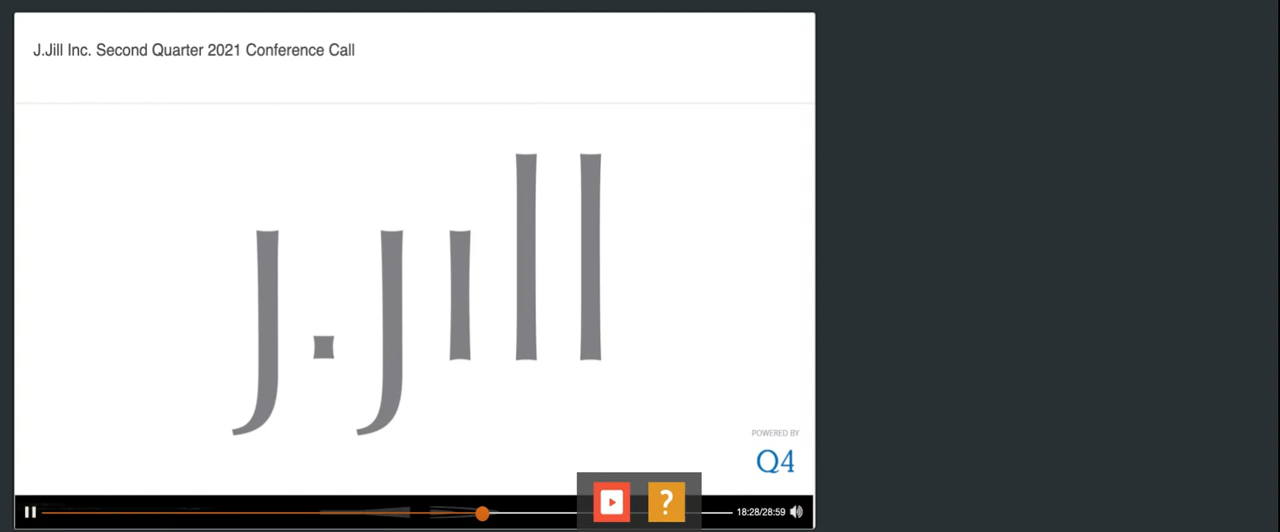 J.Jill Inc. Second Quarter 2021 Conference Call
J.Jill
POWERED BY
Q4
?
18:28/28:59